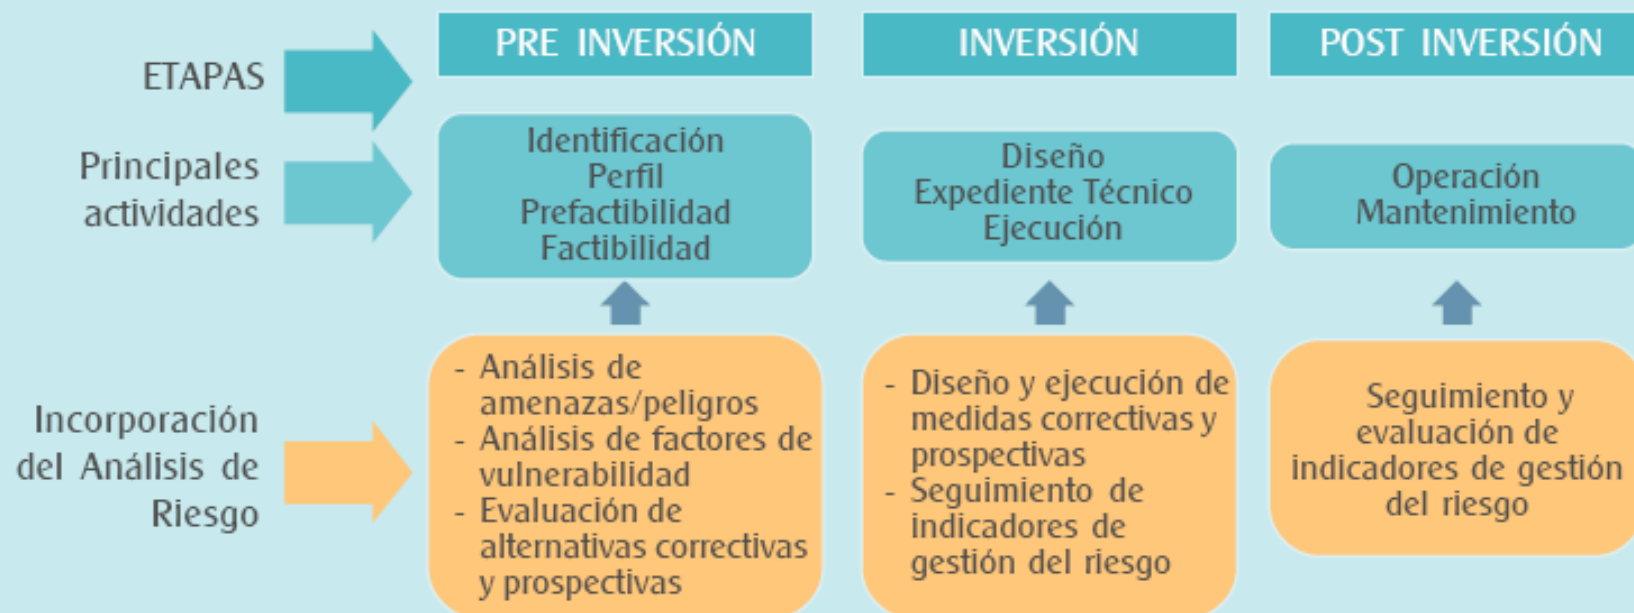 ETAPAS
PRE INVERSIÓN
INVERSIÓN
POST INVERSIÓN
Principales
actividades
Identificación
Perfil
Prefactibilidad
Factibilidad
Diseño
Expediente Técnico
Ejecución
Operación
Mantenimiento
Incorporación
del Análisis de
Riesgo
- Análisis de
amenazas/peligros
- Análisis de factores de
vulnerabilidad
- Evaluación de
alternativas correctivas
y prospectivas
- Diseño y ejecución de
medidas correctivas y
prospectivas
- Seguimiento de
indicadores de
gestión del riesgo
Seguimiento y
evaluación de
indicadores de gestión
del riesgo